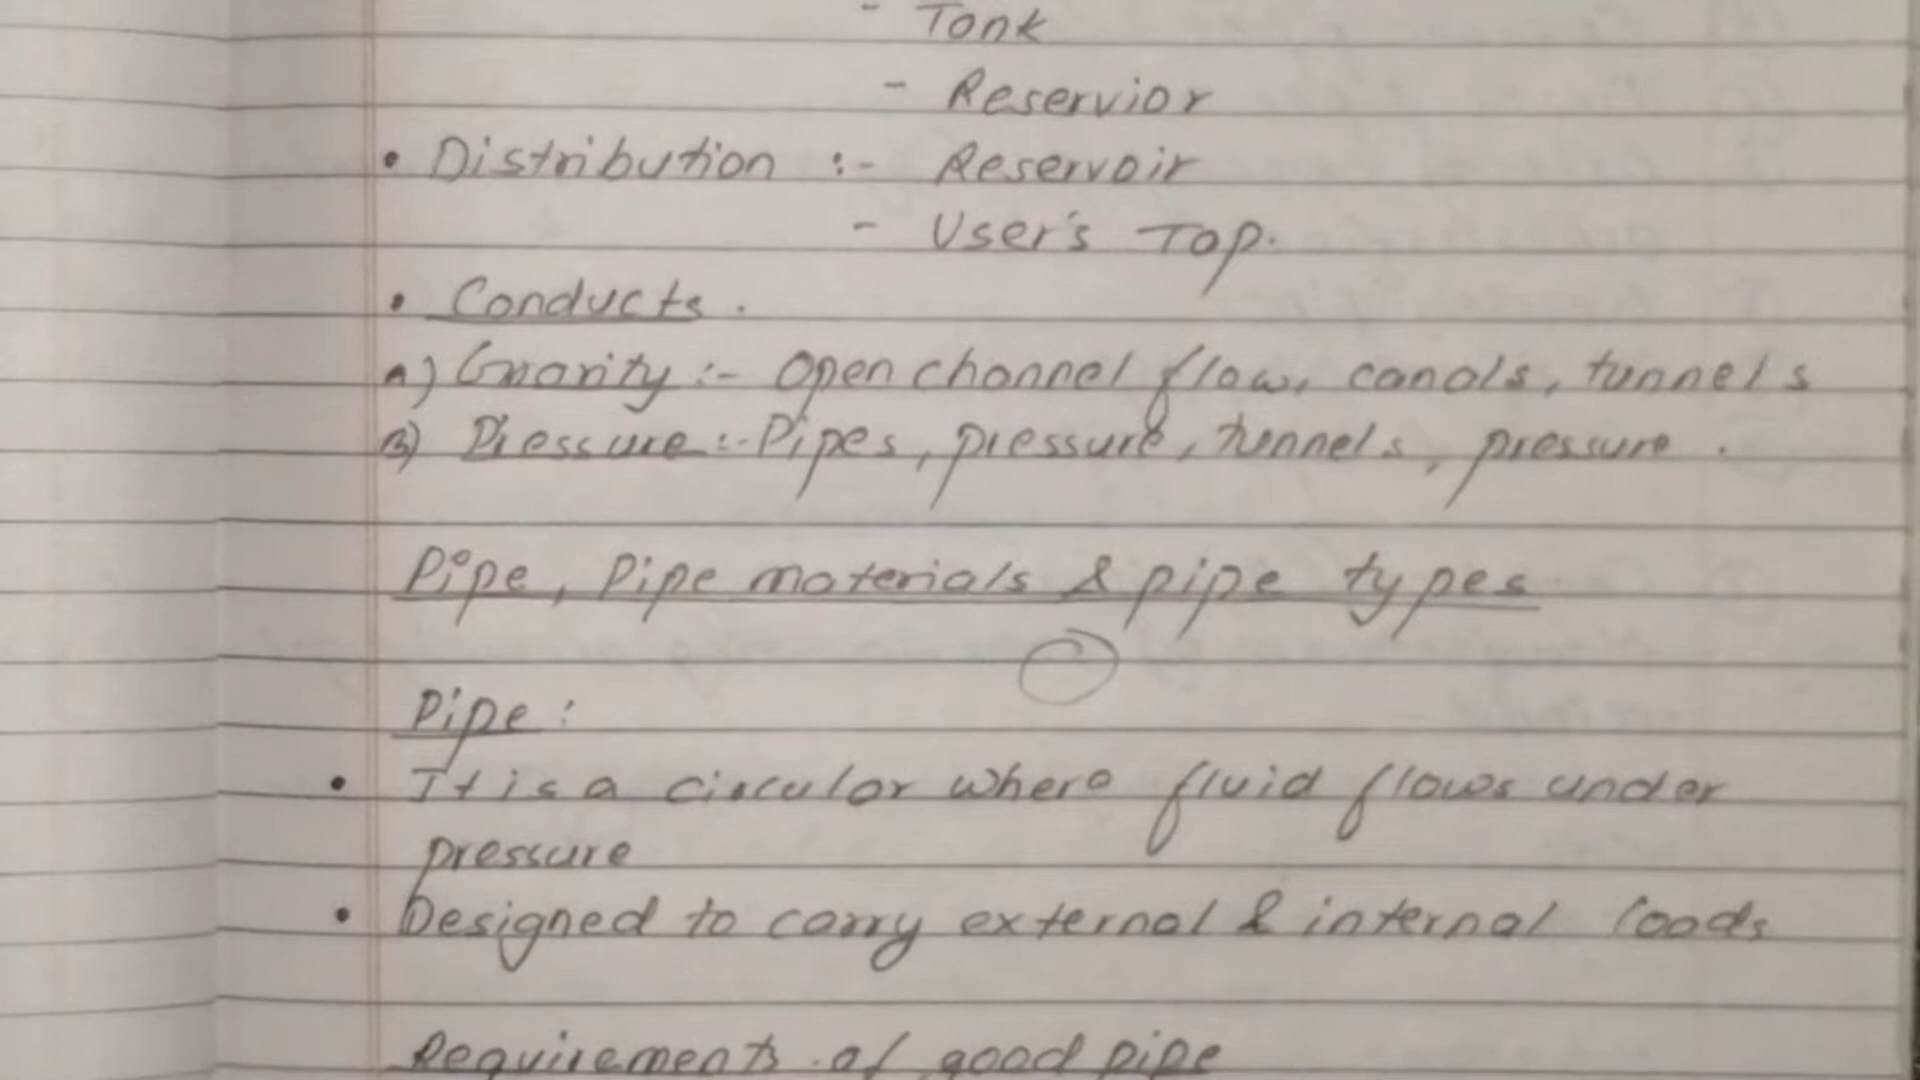 - Tank
- Reservior
• Distribution :- Reservoir
- User's Tap.
• Conducts.
A) Gravity :- Open channel flow, canals, tunnels
B) Pressure :- Pipes, pressure, tunnels, pressure.
Pipe, Pipe materials & pipe types
Pipe:
• It is a circular where fluid flows under
pressure
• Designed to carry external & internal loads
Requirements of good pipe